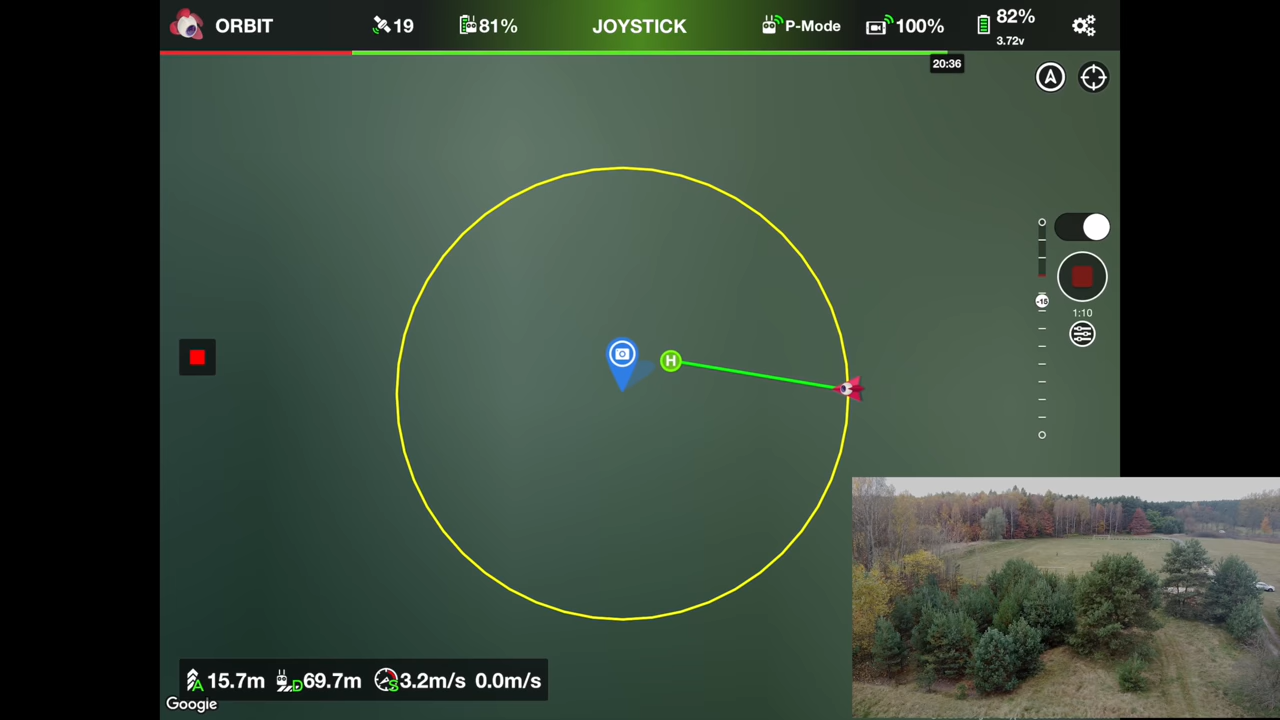 ORBIT 19 81% JOYSTICK P-Mode 100% 82%
3.72v
20:36
A
-15
1:10
H
A 15.7m D 69.7m S 3.2m/s 0.0m/s
Google